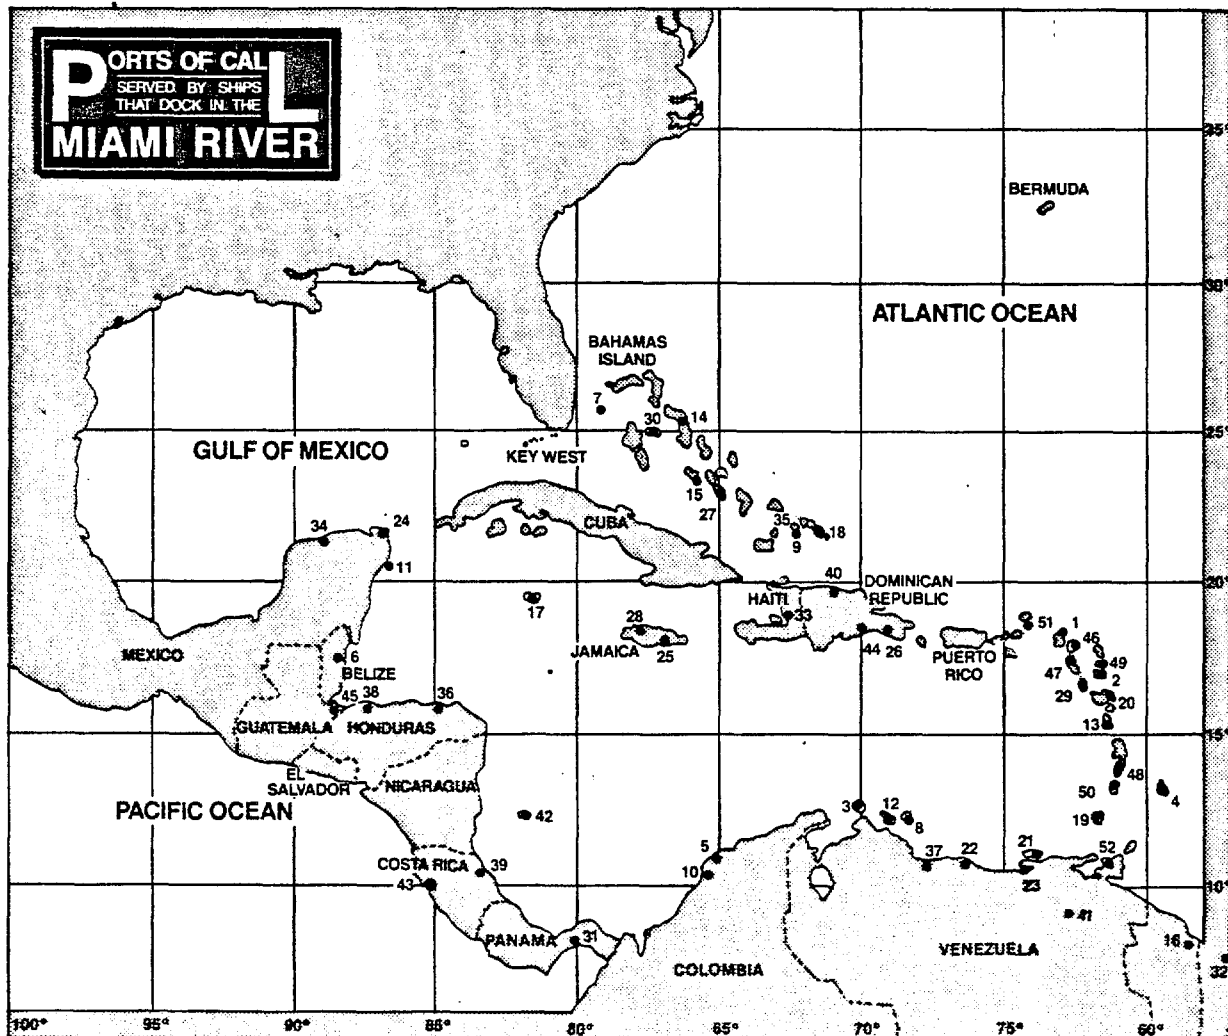 PORTS OF CALL
SERVED BY SHIPS
THAT DOCK IN THE
MIAMI RIVER
35°
BERMUDA
30°
ATLANTIC OCEAN
BAHAMAS
ISLAND
7
30
14
25°
GULF OF MEXICO
KEY WEST
15
27
CUBA
35
9
18
34
24
11
20°
17
40
DOMINICAN
REPUBLIC
HAITI
33
28
JAMAICA
25
44
26
PUERTO
RICO
51
1
46
47
49
2
29
20
13
MEXICO
6
BELIZE
45
38
36
GUATEMALA
HONDURAS
15°
EL
SALVADOR
NICARAGUA
48
50
4
19
PACIFIC OCEAN
42
3
12
8
5
10
37
22
21
23
52
COSTA RICA
39
43
10°
41
PANAMA
31
COLOMBIA
VENEZUELA
16
32
100°
95°
90°
85°
80°
65°
70°
65°
60°